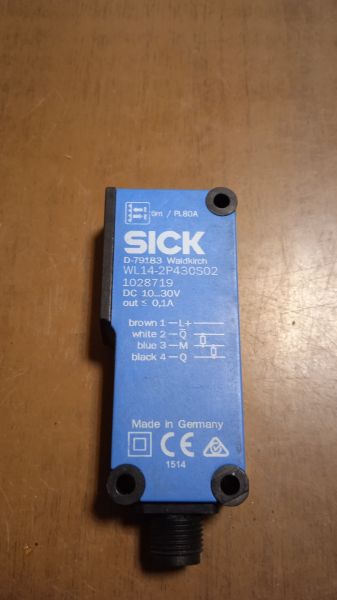 6m / PL80A
SICK
D-79183 Waldkirch
WL14-2P430S02
1028719
DC 10...30V
out ≤ 0,1A
brown 1 L+
white 2 Q̅
blue 3 M
black 4 Q
Made in Germany
CE
1514